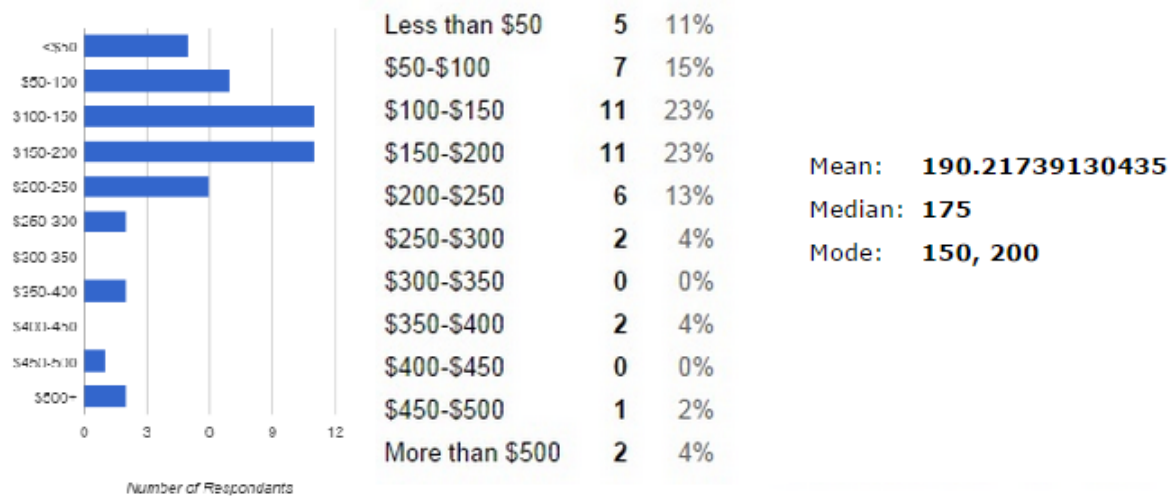 <$50
$50-100
$100-150
$150-200
$200-250
$250-300
$300-350
$350-400
$400-450
$450-500
$500+
0 3 6 9 12
Number of Respondants
Less than $50 5 11%
$50-$100 7 15%
$100-$150 11 23%
$150-$200 11 23%
$200-$250 6 13%
$250-$300 2 4%
$300-$350 0 0%
$350-$400 2 4%
$400-$450 0 0%
$450-$500 1 2%
More than $500 2 4%
Mean: 190.21739130435
Median: 175
Mode: 150, 200